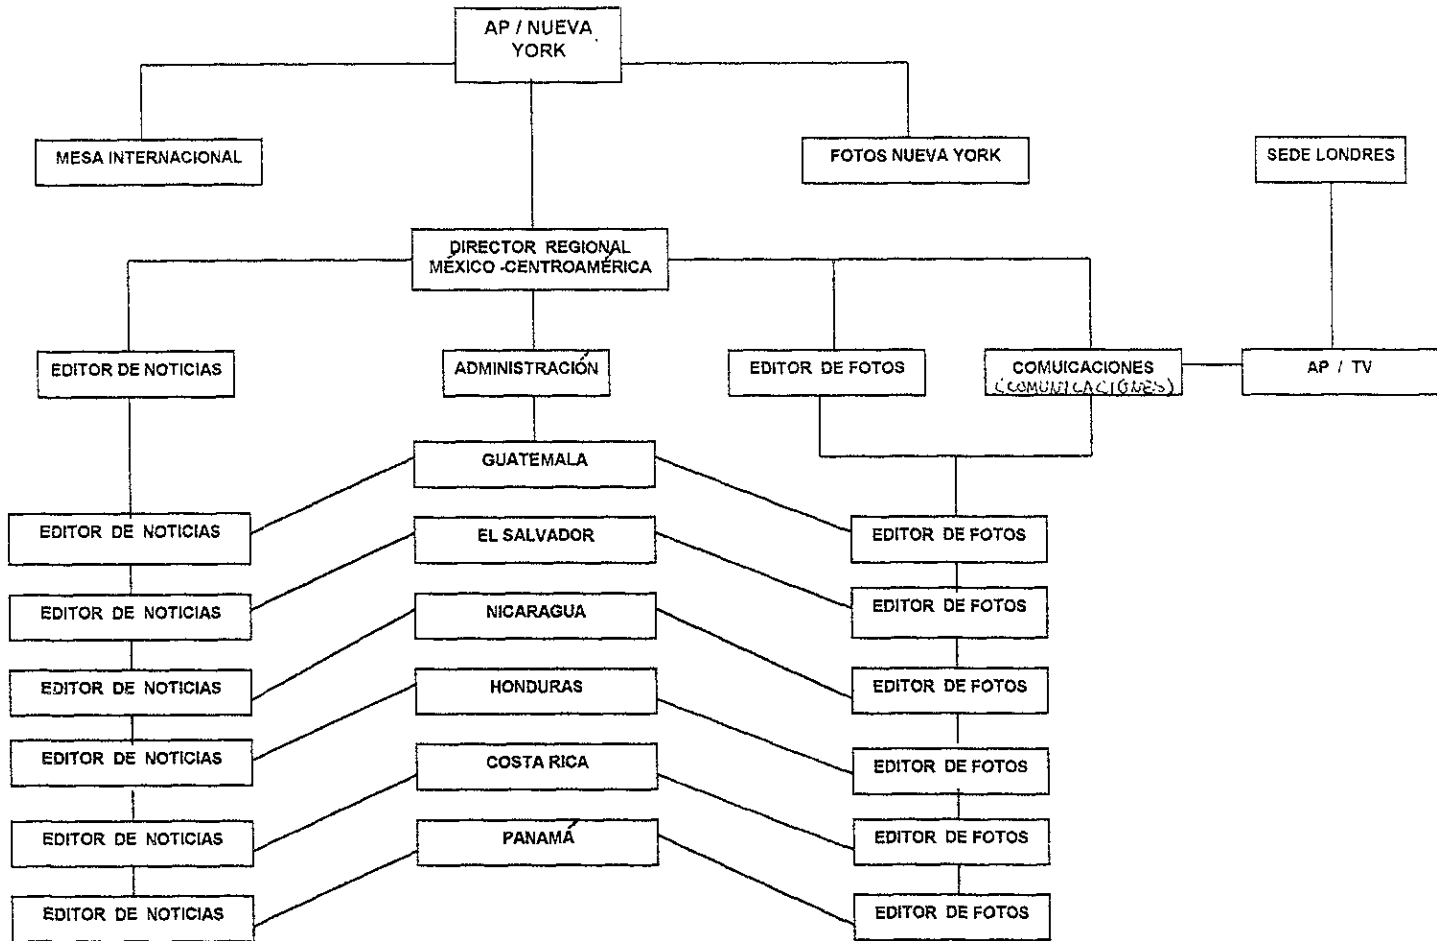 AP / NUEVA
YORK
MESA INTERNACIONAL
FOTOS NUEVA YORK
SEDE LONDRES
DIRECTOR REGIONAL
MÉXICO -CENTROAMÉRICA
EDITOR DE NOTICIAS
ADMINISTRACIÓN
EDITOR DE FOTOS
COMUICACIONES
(COMUNICACIONES)
AP / TV
GUATEMALA
EDITOR DE NOTICIAS
EDITOR DE FOTOS
EL SALVADOR
EDITOR DE NOTICIAS
EDITOR DE FOTOS
NICARAGUA
EDITOR DE NOTICIAS
EDITOR DE FOTOS
HONDURAS
EDITOR DE NOTICIAS
EDITOR DE FOTOS
COSTA RICA
EDITOR DE NOTICIAS
EDITOR DE FOTOS
PANAMÁ
EDITOR DE NOTICIAS
EDITOR DE FOTOS